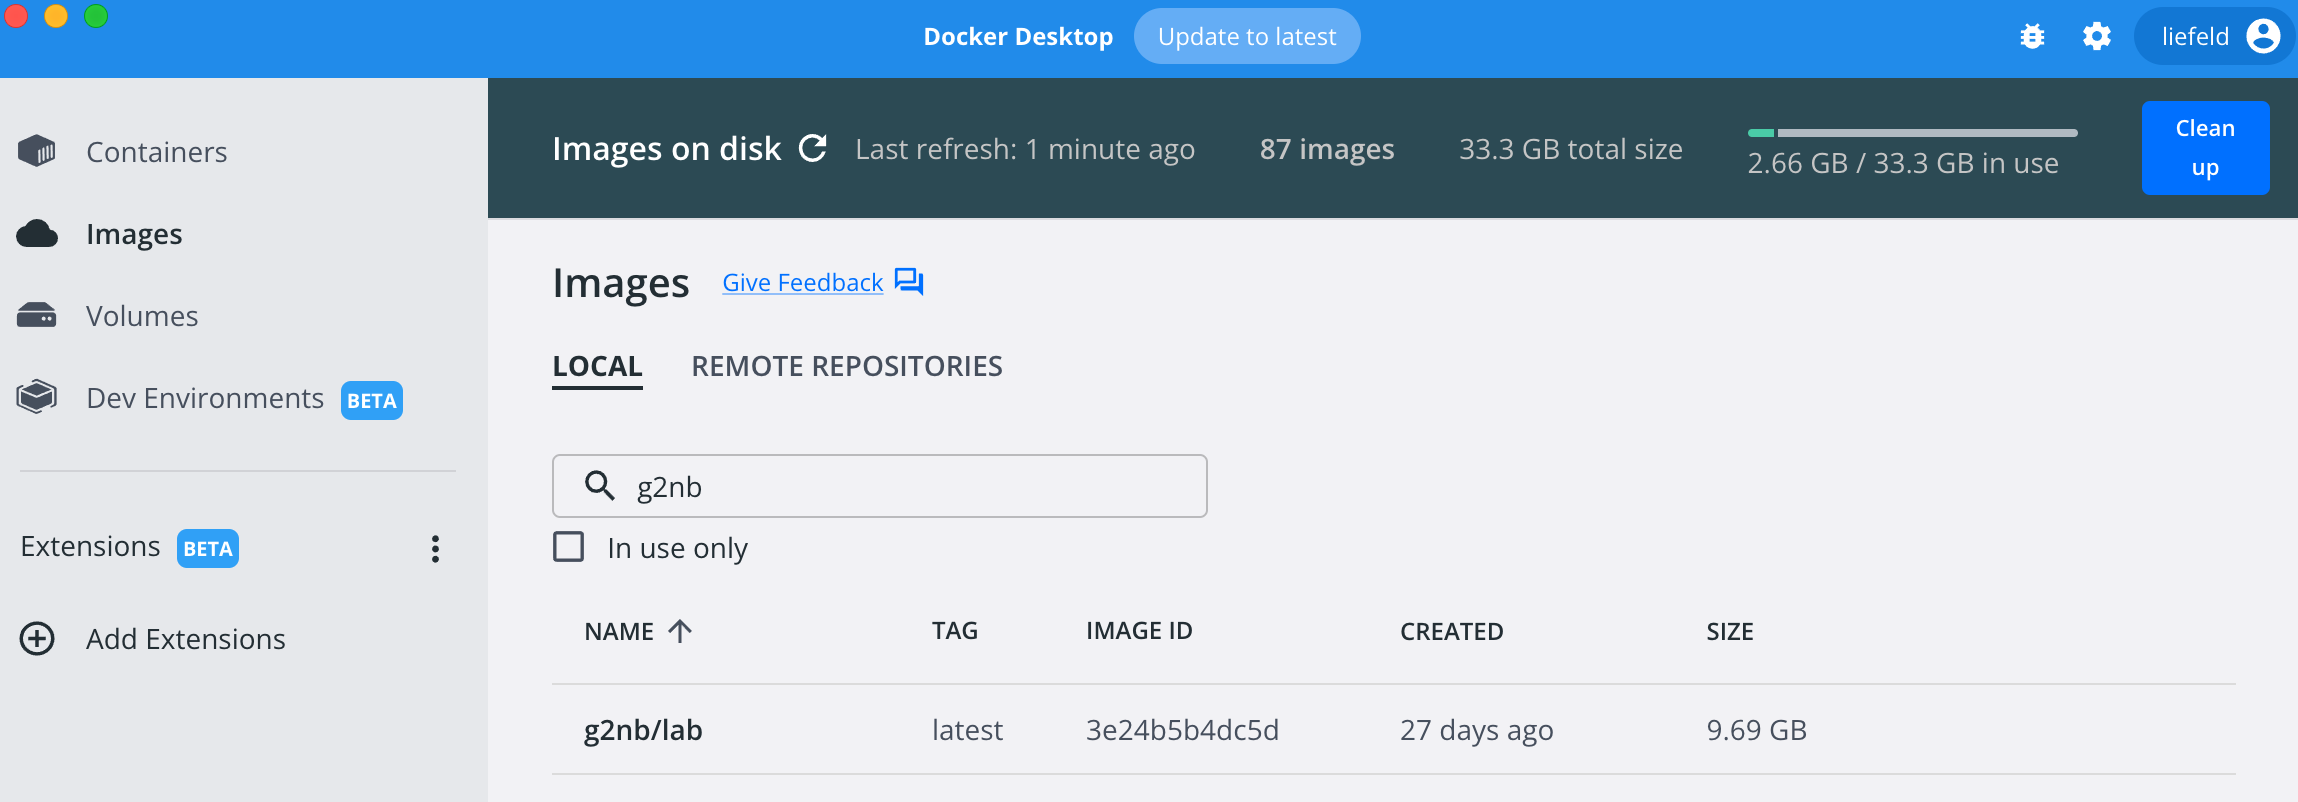 Docker Desktop Update to latest liefeld
Containers
Images
Volumes
Dev Environments BETA
Extensions BETA
Add Extensions
Images on disk Last refresh: 1 minute ago 87 images 33.3 GB total size 2.66 GB / 33.3 GB in use
Clean
up
Images Give Feedback
LOCAL REMOTE REPOSITORIES
g2nb
In use only
NAME TAG IMAGE ID CREATED SIZE
g2nb/lab latest 3e24b5b4dc5d 27 days ago 9.69 GB